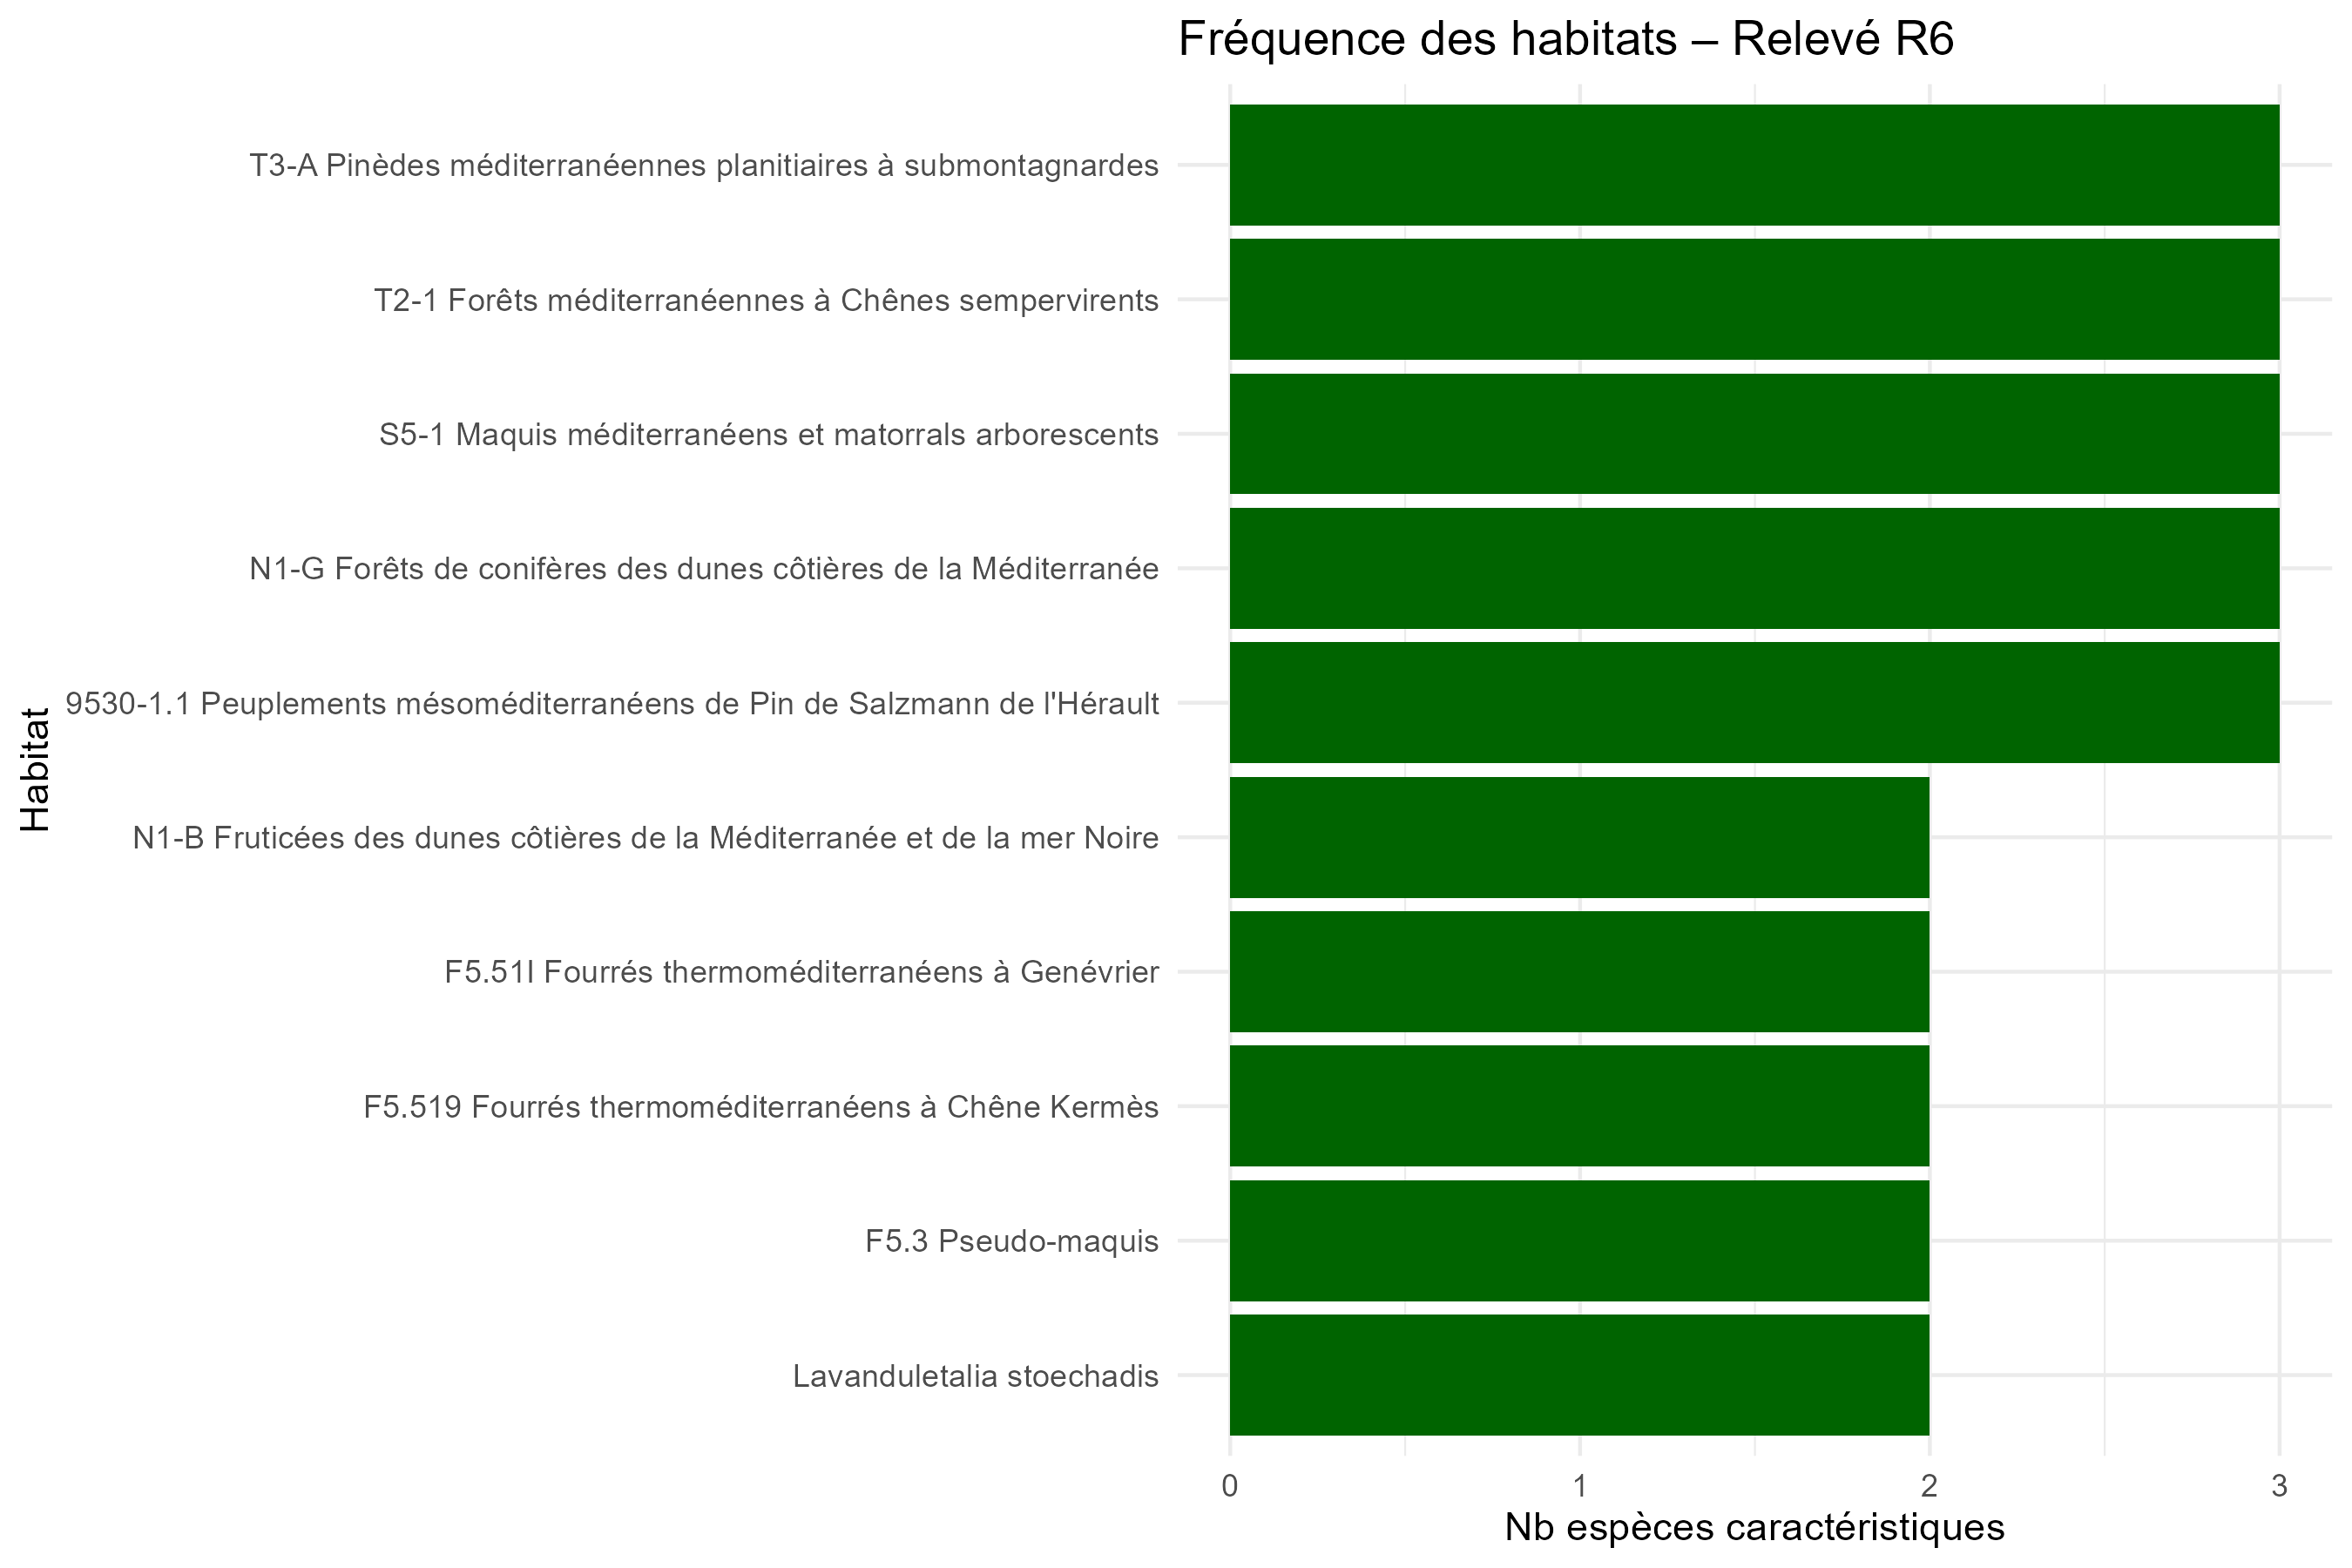 Fréquence des habitats – Relevé R6
T3-A Pinèdes méditerranéennes planitiaires à submontagnardes
T2-1 Forêts méditerranéennes à Chênes sempervirents
S5-1 Maquis méditerranéens et matorrals arborescents
N1-G Forêts de conifères des dunes côtières de la Méditerranée
9530-1.1 Peuplements mésoméditerranéens de Pin de Salzmann de l'Hérault
N1-B Fruticées des dunes côtières de la Méditerranée et de la mer Noire
F5.51l Fourrés thermoméditerranéens à Genévrier
F5.519 Fourrés thermoméditerranéens à Chêne Kermès
F5.3 Pseudo-maquis
Lavanduletalia stoechadis
Habitat
0 1 2 3
Nb espèces caractéristiques